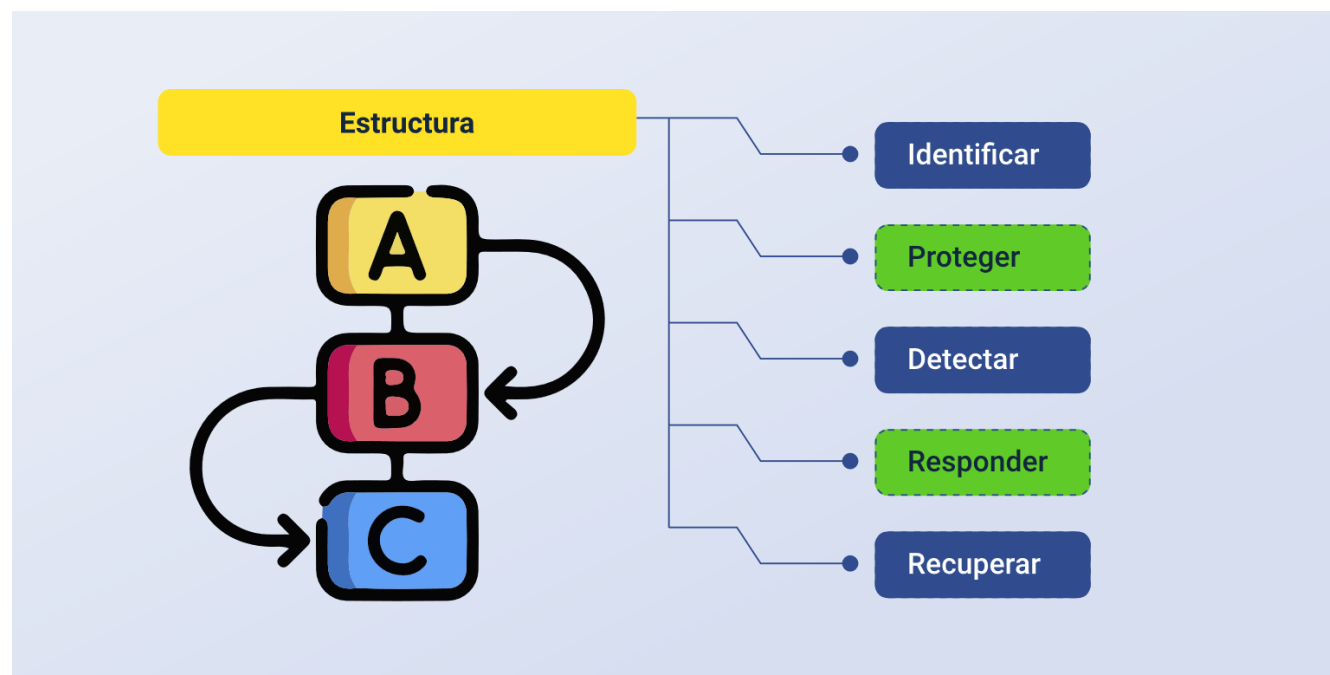 Estructura
A
B
C
Identificar
Proteger
Detectar
Responder
Recuperar